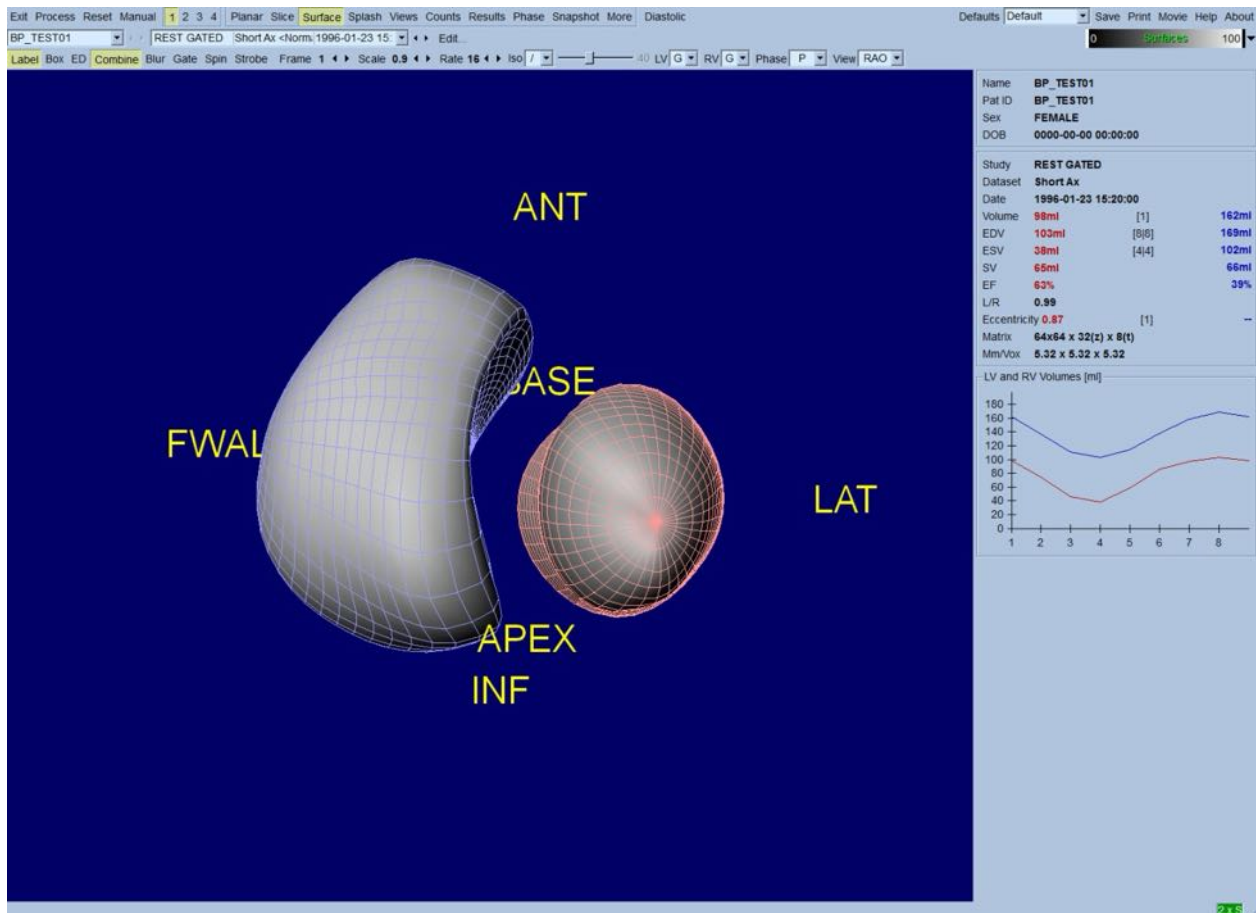 Exit Process Reset Manual 1 2 3 4 Planar Slice Surface Splash Views Counts Results Phase Snapshot More Diastolic Defaults Default Save Print Movie Help About
BP_TEST01 REST GATED Short Ax <Norm 1996-01-23 15: Edit... 0 Surfaces 100
Label Box ED Combine Blur Gate Spin Strobe Frame 1 Scale 0.9 Rate 16 Iso / 40 LV G RV G Phase P View RAO
Name BP_TEST01
Pat ID BP_TEST01
Sex FEMALE
DOB 0000-00-00 00:00:00
Study REST GATED
Dataset Short Ax
Date 1996-01-23 15:20:00
Volume 98ml [1] 162ml
EDV 103ml [8|8] 169ml
ESV 38ml [4|4] 102ml
SV 65ml 66ml
EF 63% 39%
L/R 0.99
Eccentricity 0.87 [1] --
Matrix 64x64 x 32(z) x 8(t)
Mm/Vox 5.32 x 5.32 x 5.32
LV and RV Volumes [ml]
180
160
140
120
100
80
60
40
20
0
1 2 3 4 5 6 7 8
ANT
BASE
FWAL
LAT
APEX
INF
2 x S